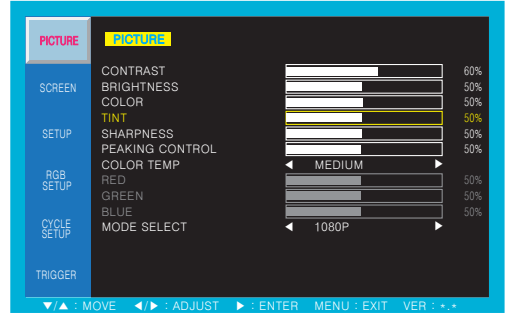 PICTURE
SCREEN
SETUP
RGB
SETUP
CYCLE
SETUP
TRIGGER
PICTURE
CONTRAST 60%
BRIGHTNESS 50%
COLOR 50%
TINT 50%
SHARPNESS 50%
PEAKING CONTROL 50%
COLOR TEMP ◀ MEDIUM ▶
RED 50%
GREEN 50%
BLUE 50%
MODE SELECT ◀ 1080P ▶
▼/▲ : MOVE ◀/▶ : ADJUST ▶ : ENTER MENU : EXIT VER : *.*